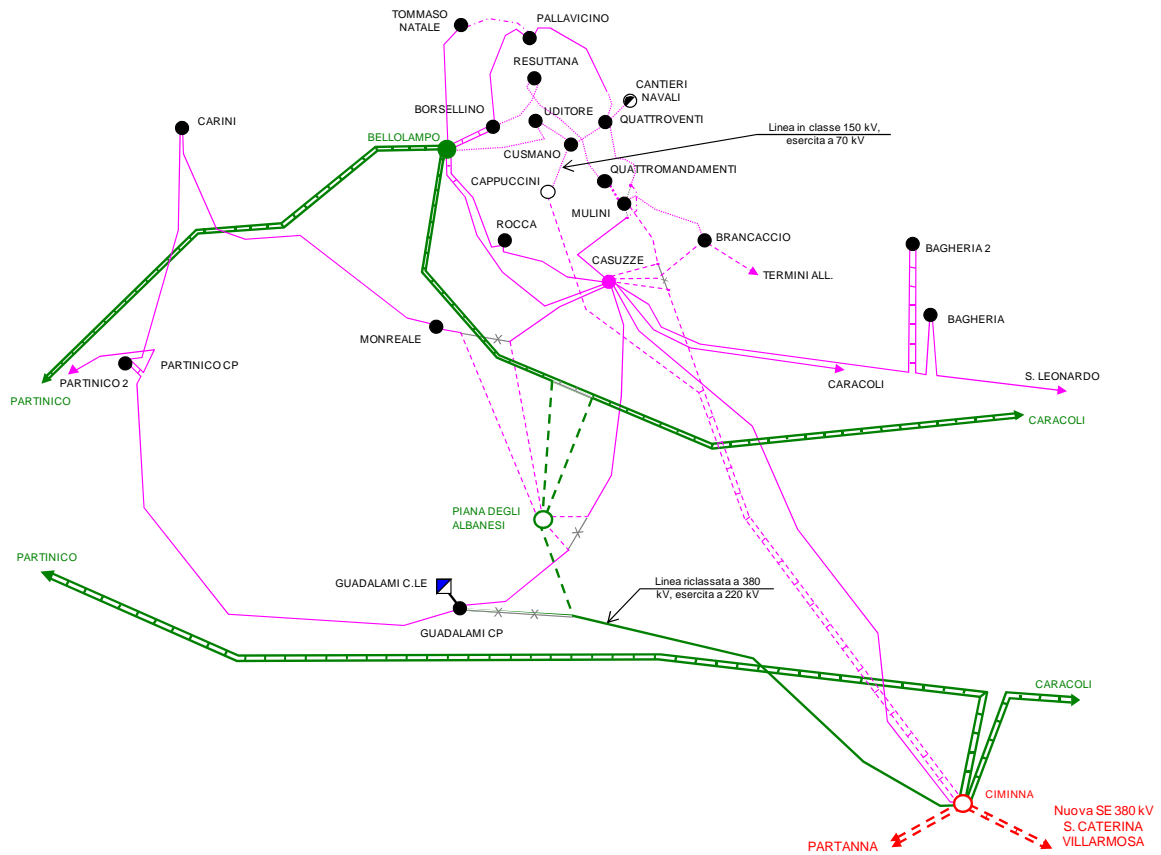 TOMMASO
NATALE
PALLAVICINO
RESUTTANA
CANTIERI
NAVALI
CARINI
BORSELLINO
UDITORE
QUATTROVENTI
BELLOLAMPO
CUSMANO
Linea in classe 150 kV,
esercita a 70 kV
CAPPUCCINI
QUATTROMANDAMENTI
MULINI
ROCCA
BRANCACCIO
BAGHERIA 2
CASUZZE
TERMINI ALL.
BAGHERIA
MONREALE
PARTINICO CP
PARTINICO 2
CARACOLI
S. LEONARDO
PARTINICO
CARACOLI
PIANA DEGLI
ALBANESI
PARTINICO
GUADALAMI C.LE
Linea riclassata a 380
kV, esercita a 220 kV
GUADALAMI CP
CARACOLI
CIMINNA
Nuova SE 380 kV
S. CATERINA
VILLARMOSA
PARTANNA